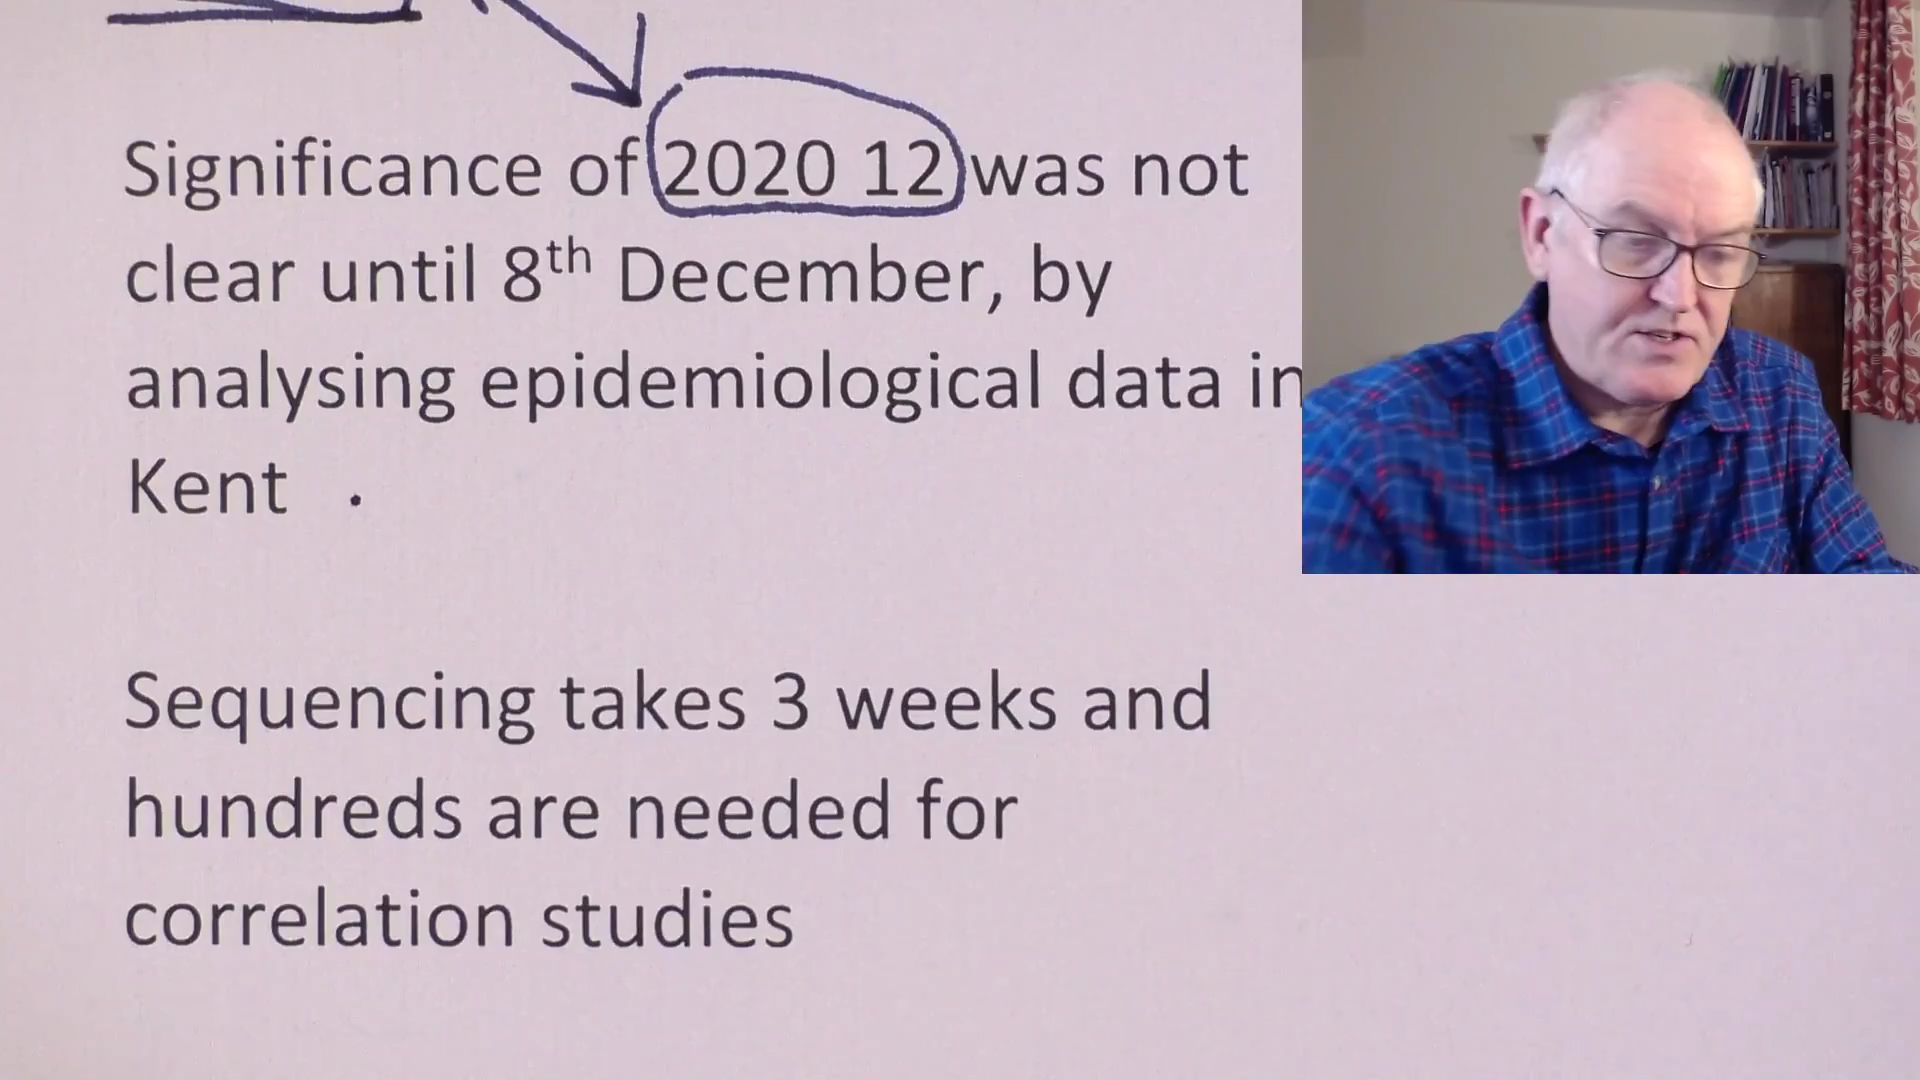 Significance of 2020 12 was not
clear until 8th December, by
analysing epidemiological data in
Kent
Sequencing takes 3 weeks and
hundreds are needed for
correlation studies